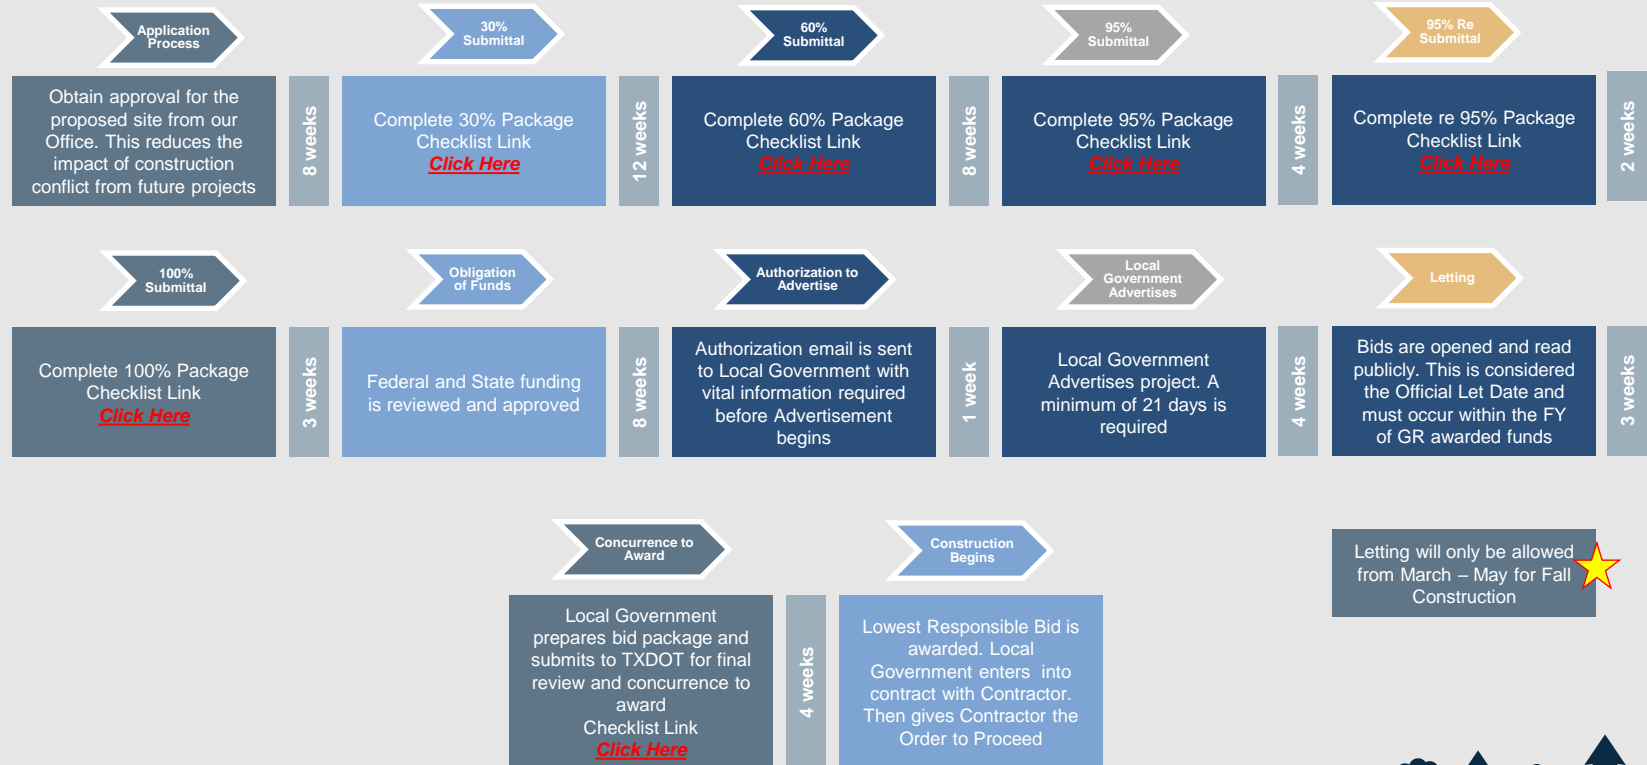 Application
Process
30%
Submittal
60%
Submittal
95%
Submittal
95% Re
Submittal
Obtain approval for the
proposed site from our
Office. This reduces the
impact of construction
conflict from future projects
8 weeks
Complete 30% Package
Checklist Link
Click Here
12 weeks
Complete 60% Package
Checklist Link
Click Here
8 weeks
Complete 95% Package
Checklist Link
Click Here
4 weeks
Complete re 95% Package
Checklist Link
Click Here
2 weeks
100%
Submittal
Obligation
of Funds
Authorization to
Advertise
Local
Government
Advertises
Letting
Complete 100% Package
Checklist Link
Click Here
3 weeks
Federal and State funding
is reviewed and approved
8 weeks
Authorization email is sent
to Local Government with
vital information required
before Advertisement
begins
1 week
Local Government
Advertises project. A
minimum of 21 days is
required
4 weeks
Bids are opened and read
publicly. This is considered
the Official Let Date and
must occur within the FY
of GR awarded funds
3 weeks
Concurrence to
Award
Construction
Begins
Local Government
prepares bid package and
submits to TXDOT for final
review and concurrence to
award
Checklist Link
Click Here
4 weeks
Lowest Responsible Bid is
awarded. Local
Government enters into
contract with Contractor.
Then gives Contractor the
Order to Proceed
Letting will only be allowed
from March – May for Fall
Construction